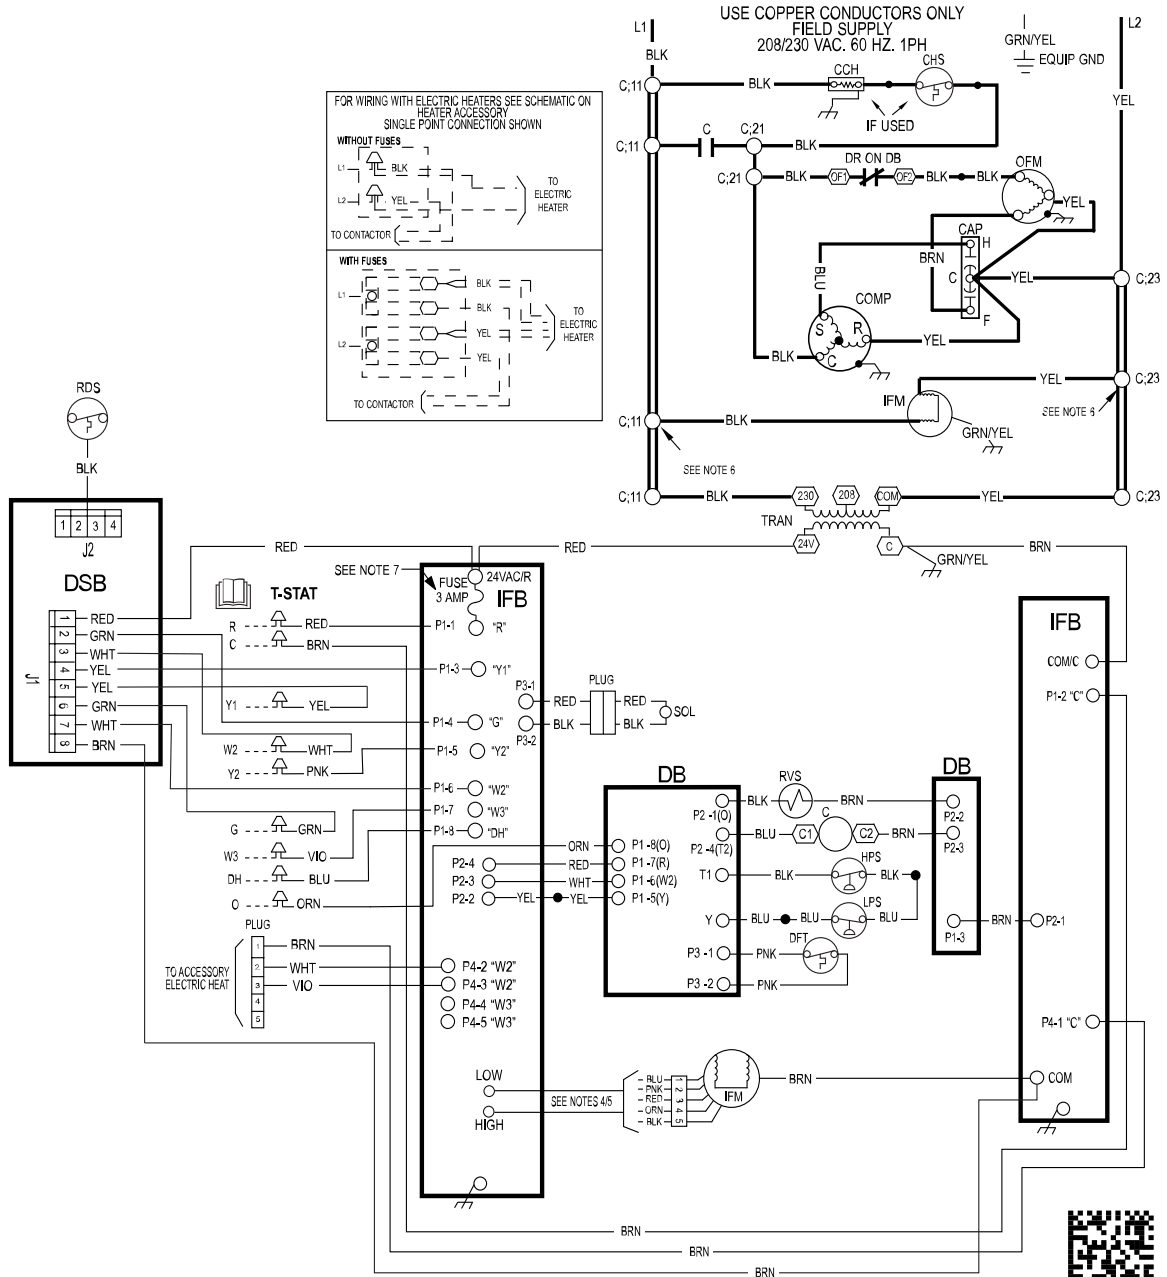 USE COPPER CONDUCTORS ONLY
FIELD SUPPLY
208/230 VAC. 60 HZ. 1PH
L1
L2
BLK
GRN/YEL
EQUIP GND
YEL
C;11
BLK
CCH
CHS
IF USED
C;11
C
C;21
BLK
C;21
BLK
OF1
DR ON DB
OF2
BLK
BLK
OFM
YEL
CAP
H
BRN
C
YEL
C;23
F
BLU
COMP
S
R
C
YEL
BLK
YEL
C;23
SEE NOTE 6
IFM
GRN/YEL
C;11
BLK
SEE NOTE 6
C;11
BLK
230
208
COM
YEL
C;23
TRAN
24V
C
GRN/YEL
BRN
FOR WIRING WITH ELECTRIC HEATERS SEE SCHEMATIC ON
HEATER ACCESSORY
SINGLE POINT CONNECTION SHOWN
WITHOUT FUSES
L1
BLK
L2
YEL
TO
ELECTRIC
HEATER
TO CONTACTOR
WITH FUSES
L1
BLK
BLK
L2
YEL
YEL
TO
ELECTRIC
HEATER
TO CONTACTOR
RDS
BLK
1 2 3 4
J2
DSB
J1
1 RED
2 GRN
3 WHT
4 YEL
5 YEL
6 GRN
7 WHT
8 BRN
RED
RED
SEE NOTE 7
T-STAT
R RED
C BRN
Y1 YEL
W2 WHT
Y2 PNK
G GRN
W3 VIO
DH BLU
O ORN
PLUG
1 BRN
2 WHT
3 VIO
4
5
TO ACCESSORY
ELECTRIC HEAT
24VAC/R
FUSE
3 AMP
IFB
P1-1 "R"
P1-3 "Y1"
P1-4 "G"
P1-5 "Y2"
P1-6 "W2"
P1-7 "W3"
P1-8 "DH"
P3-1
RED
PLUG
RED
SOL
BLK
BLK
P3-2
P2-4
P2-3
P2-2
P4-2 "W2"
P4-3 "W2"
P4-4 "W3"
P4-5 "W3"
LOW
HIGH
ORN
RED
WHT
YEL
YEL
DB
P1 -8(O)
P1 -7(R)
P1 -6(W2)
P1 -5(Y)
P2 -1(O)
P2 -4(T2)
T1
Y
P3 -1
P3 -2
RVS
BLK
BRN
C
BLU
C1
C2
BRN
HPS
BLK
BLK
LPS
BLU
BLU
BLU
DFT
PNK
PNK
DB
P2-2
P2-3
P1-3
BRN
P2-1
IFB
COM/C
P1-2 "C"
P4-1 "C"
COM
SEE NOTES 4/5
BLU 1
PNK 2
RED 3
ORN 4
BLK 5
IFM
BRN
BRN
BRN
BRN